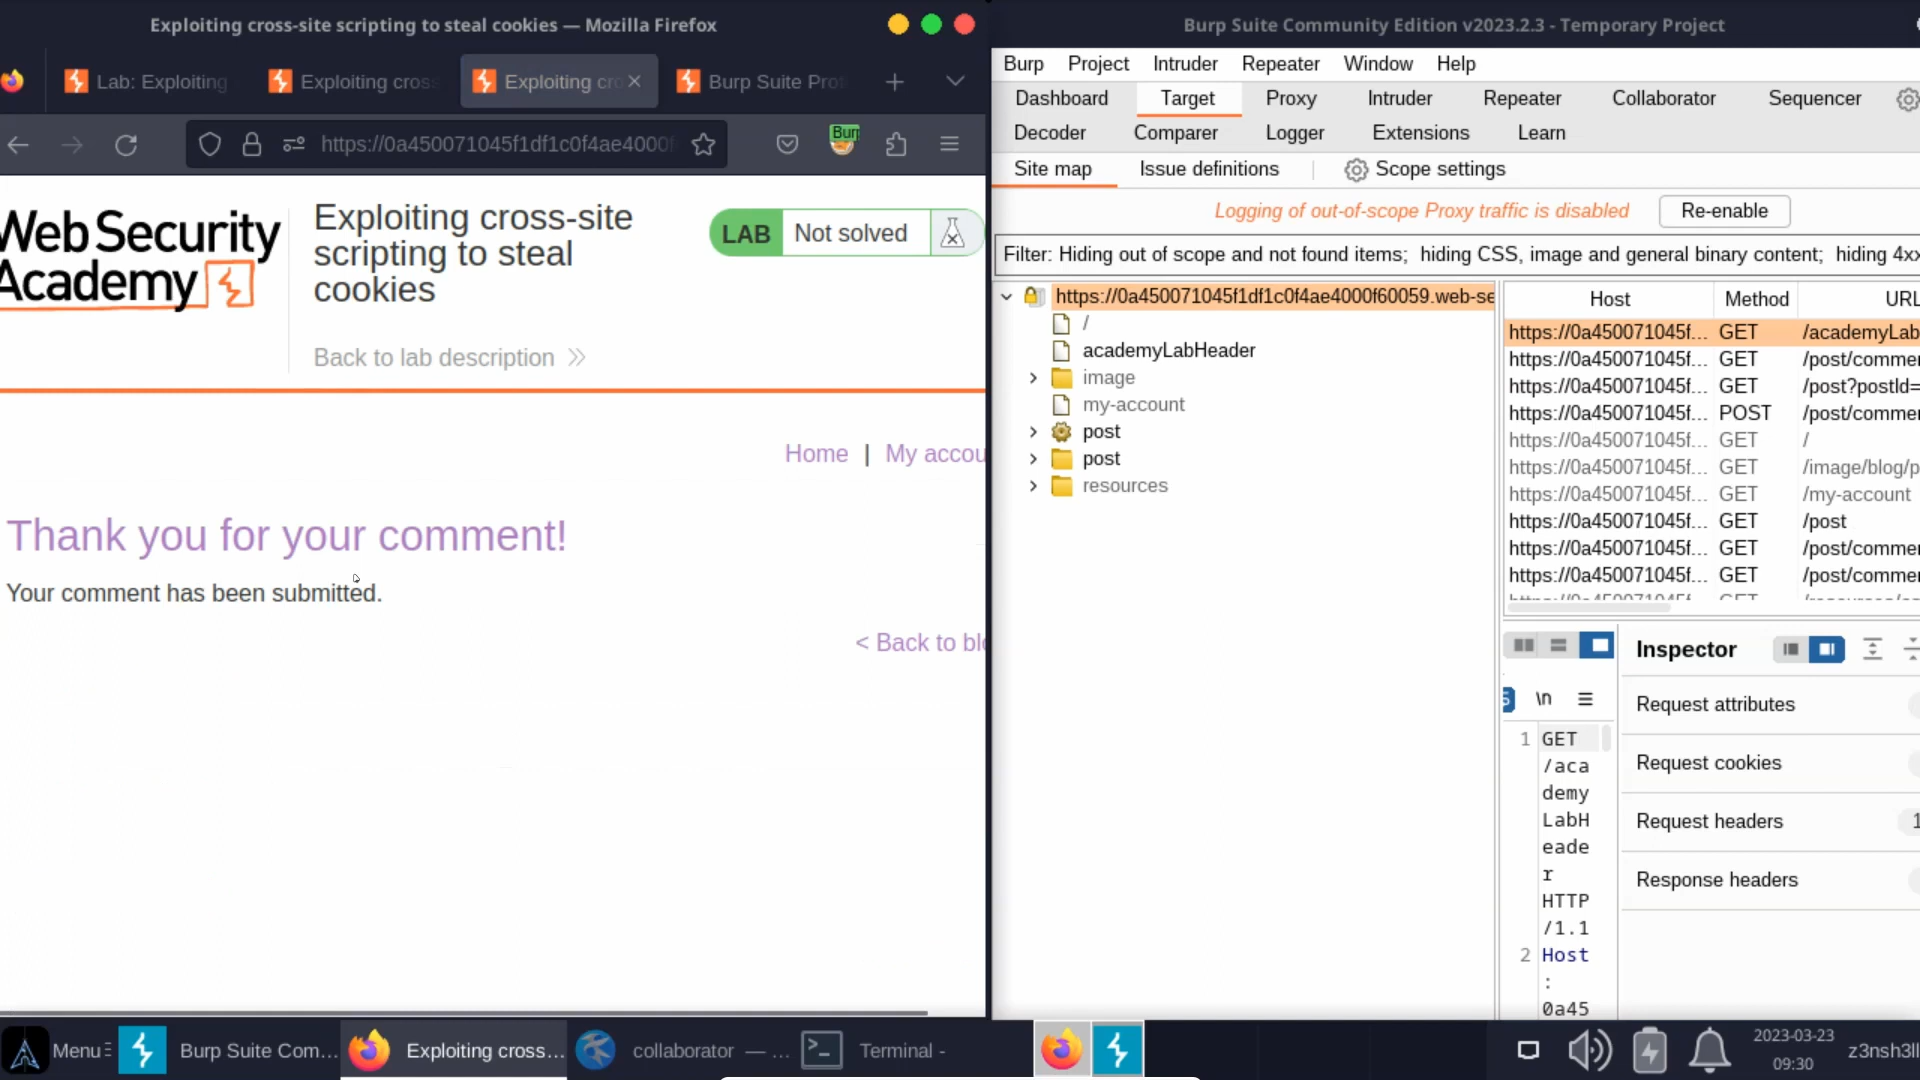 Exploiting cross-site scripting to steal cookies — Mozilla Firefox
Lab: Exploiting
Exploiting cross
Exploiting cro
Burp Suite Pro
https://0a450071045f1df1c0f4ae4000f
Burp
Web Security
Academy
Exploiting cross-site
scripting to steal
cookies
Back to lab description
LAB
Not solved
Home | My accou
Thank you for your comment!
Your comment has been submitted.
< Back to blo
Burp Suite Community Edition v2023.2.3 - Temporary Project
Burp Project Intruder Repeater Window Help
Dashboard Target Proxy Intruder Repeater Collaborator Sequencer
Decoder Comparer Logger Extensions Learn
Site map Issue definitions Scope settings
Logging of out-of-scope Proxy traffic is disabled
Re-enable
Filter: Hiding out of scope and not found items; hiding CSS, image and general binary content; hiding 4xx
https://0a450071045f1df1c0f4ae4000f60059.web-se
/
academyLabHeader
image
my-account
post
post
resources
Host Method URL
https://0a450071045f... GET /academyLab
https://0a450071045f... GET /post/comme
https://0a450071045f... GET /post?postId=
https://0a450071045f... POST /post/comme
https://0a450071045f... GET /
https://0a450071045f... GET /image/blog/p
https://0a450071045f... GET /my-account
https://0a450071045f... GET /post
https://0a450071045f... GET /post/comme
https://0a450071045f... GET /post/comme
\n
1 GET
/aca
demy
LabH
eade
r
HTTP
/1.1
2 Host
:
0a45
Inspector
Request attributes
Request cookies
Request headers
1
Response headers
Menu
Burp Suite Com...
Exploiting cross...
collaborator — ...
Terminal -
2023-03-23
09:30
z3nsh3ll